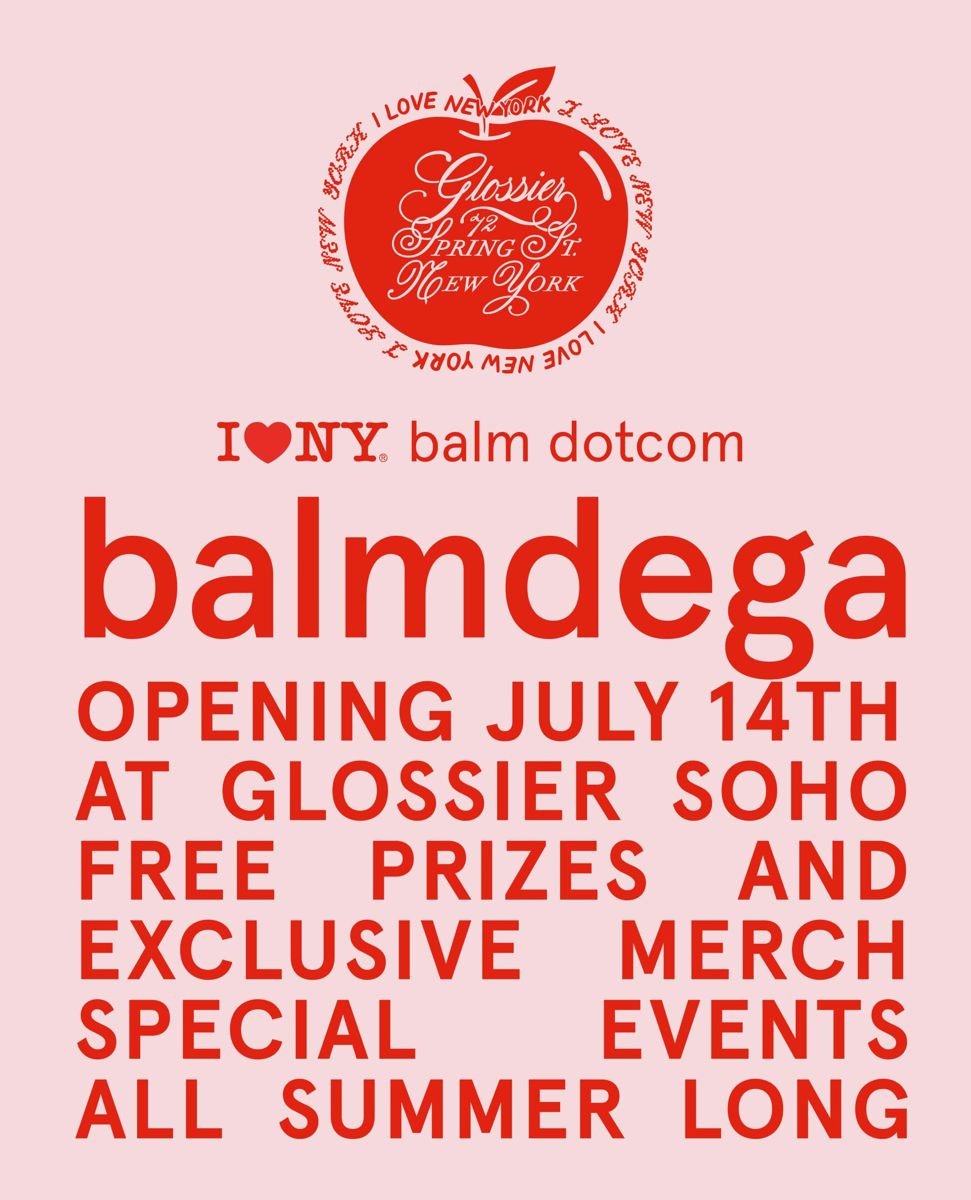 I LOVE NEW YORK I LOVE NEW YORK I LOVE NEW YORK I LOVE NEW YORK
Glossier
72
SPRING ST.
NEW YORK
I♥NY® balm dotcom
balmdega
OPENING JULY 14TH
AT GLOSSIER SOHO
FREE PRIZES AND
EXCLUSIVE MERCH
SPECIAL EVENTS
ALL SUMMER LONG